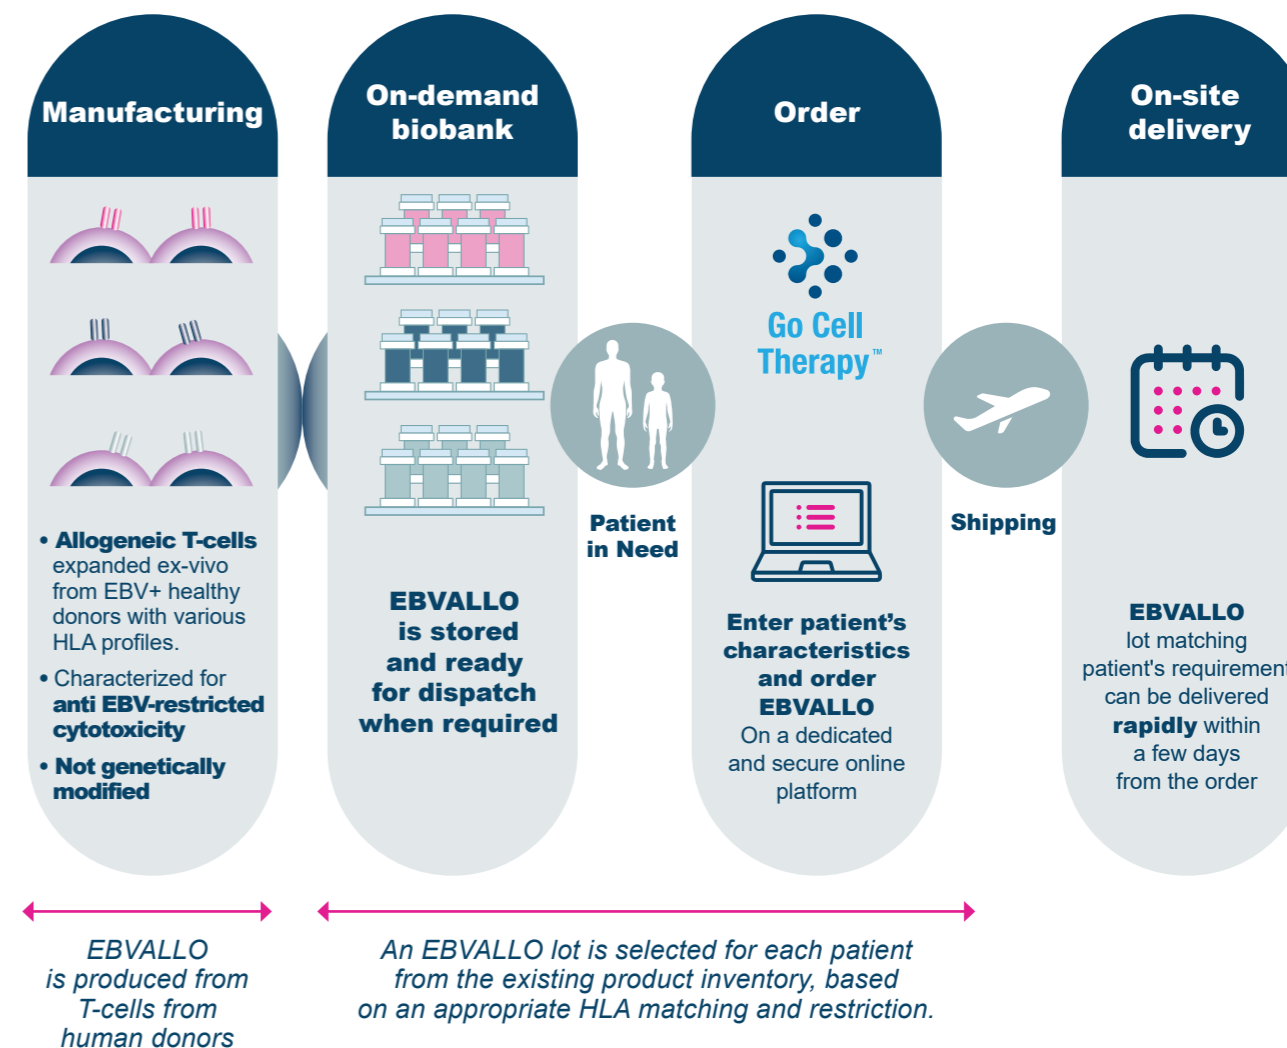 Manufacturing
• Allogeneic T-cells
expanded ex-vivo
from EBV+ healthy
donors with various
HLA profiles.
• Characterized for
anti EBV-restricted
cytotoxicity
• Not genetically
modified
On-demand
biobank
EBVALLO
is stored
and ready
for dispatch
when required
Patient
in Need
Order
Go Cell
Therapy™
Enter patient’s
characteristics
and order
EBVALLO
On a dedicated
and secure online
platform
Shipping
On-site
delivery
EBVALLO
lot matching
patient's requirement
can be delivered
rapidly within
a few days
from the order
EBVALLO
is produced from
T-cells from
human donors
An EBVALLO lot is selected for each patient
from the existing product inventory, based
on an appropriate HLA matching and restriction.